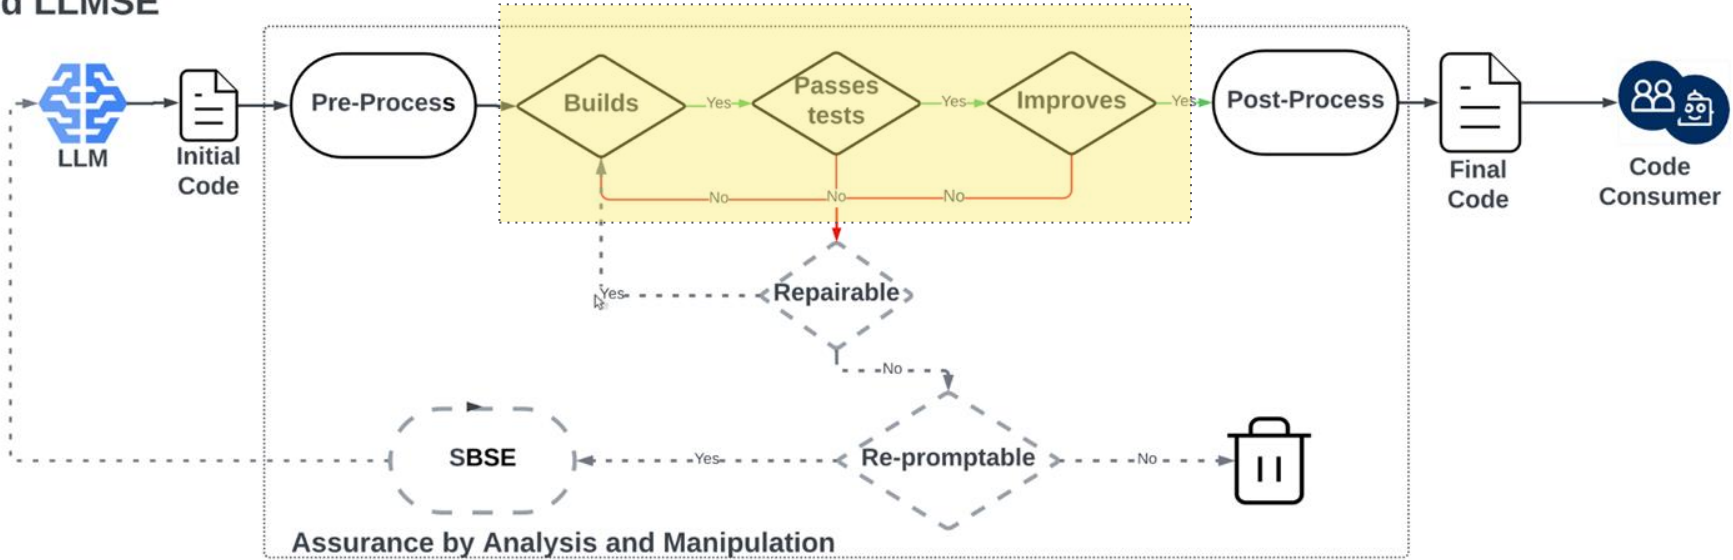 d LLMSE
LLM
Initial
Code
Pre-Process
Builds
Yes
Passes
tests
Yes
Improves
Yes
Post-Process
Final
Code
Code
Consumer
No
No
No
Yes
Repairable
No
SBSE
Yes
Re-promptable
No
Assurance by Analysis and Manipulation